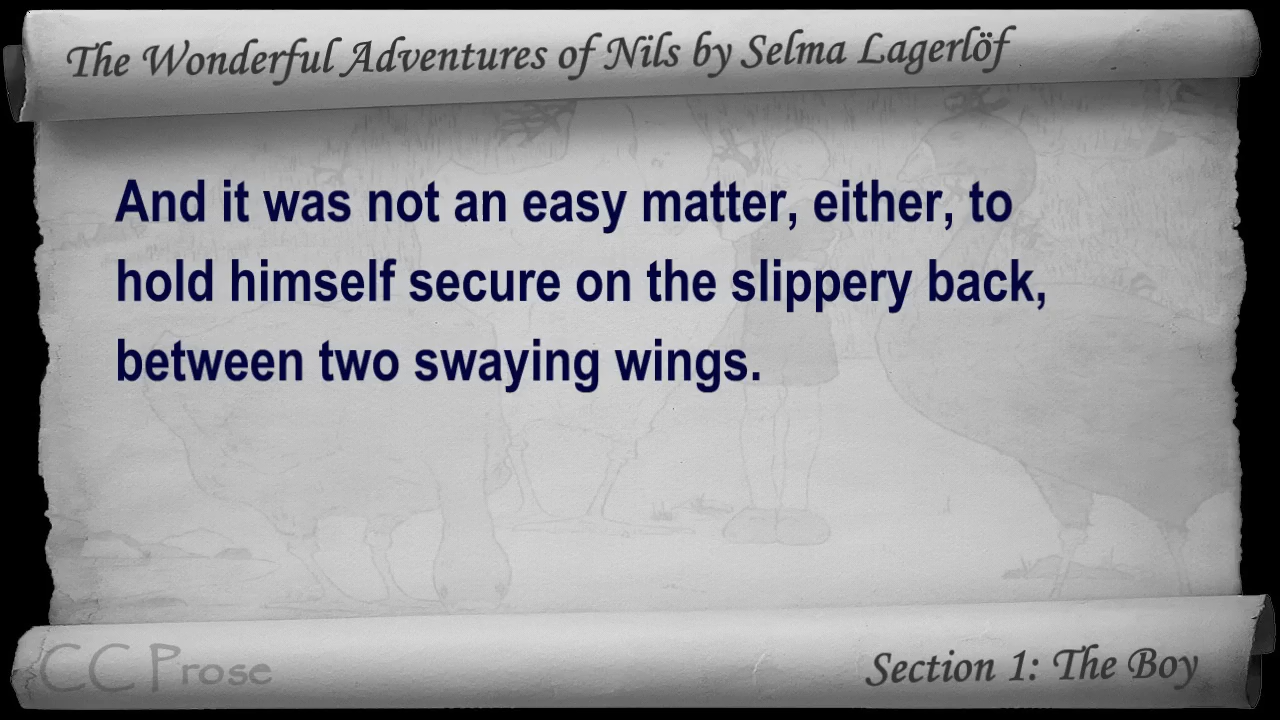 The Wonderful Adventures of Nils by Selma Lagerlöf
And it was not an easy matter, either, to
hold himself secure on the slippery back,
between two swaying wings.
CC Prose
Section 1: The Boy